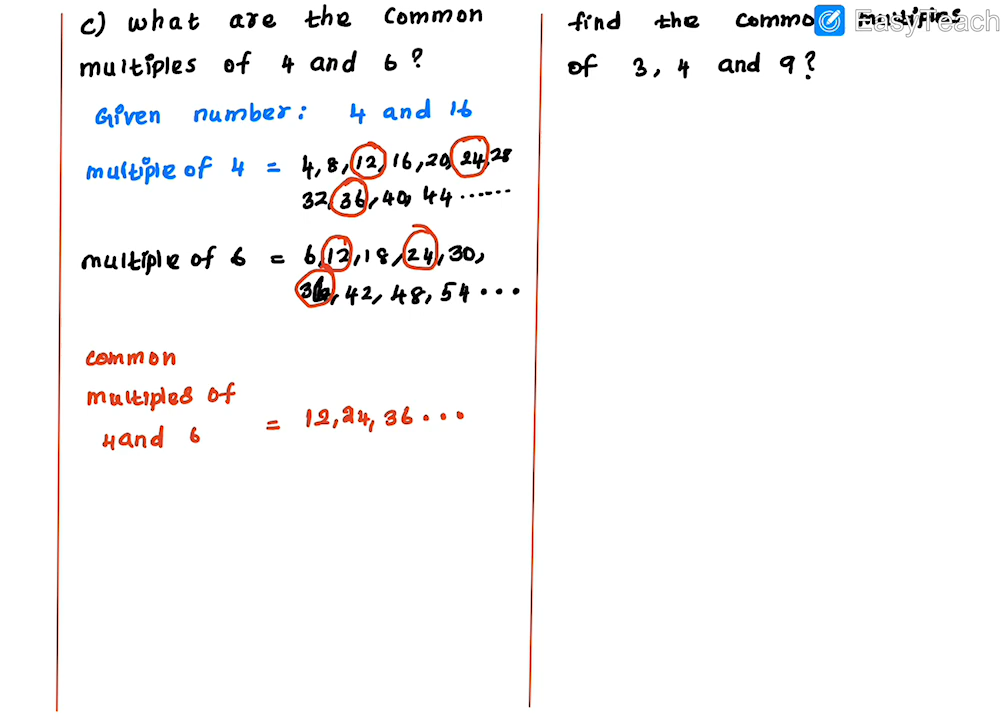 c) what are the common
multiples of 4 and 6?
Given number: 4 and 16
multiple of 4 = 4, 8, 12, 16, 20, 24, 28
32, 36, 40, 44 ......
multiple of 6 = 6, 12, 18, 24, 30,
36, 42, 48, 54 ...
common
multiples of
4 and 6 = 12, 24, 36 ...
find the commo
of 3, 4 and 9?
EasyTeach